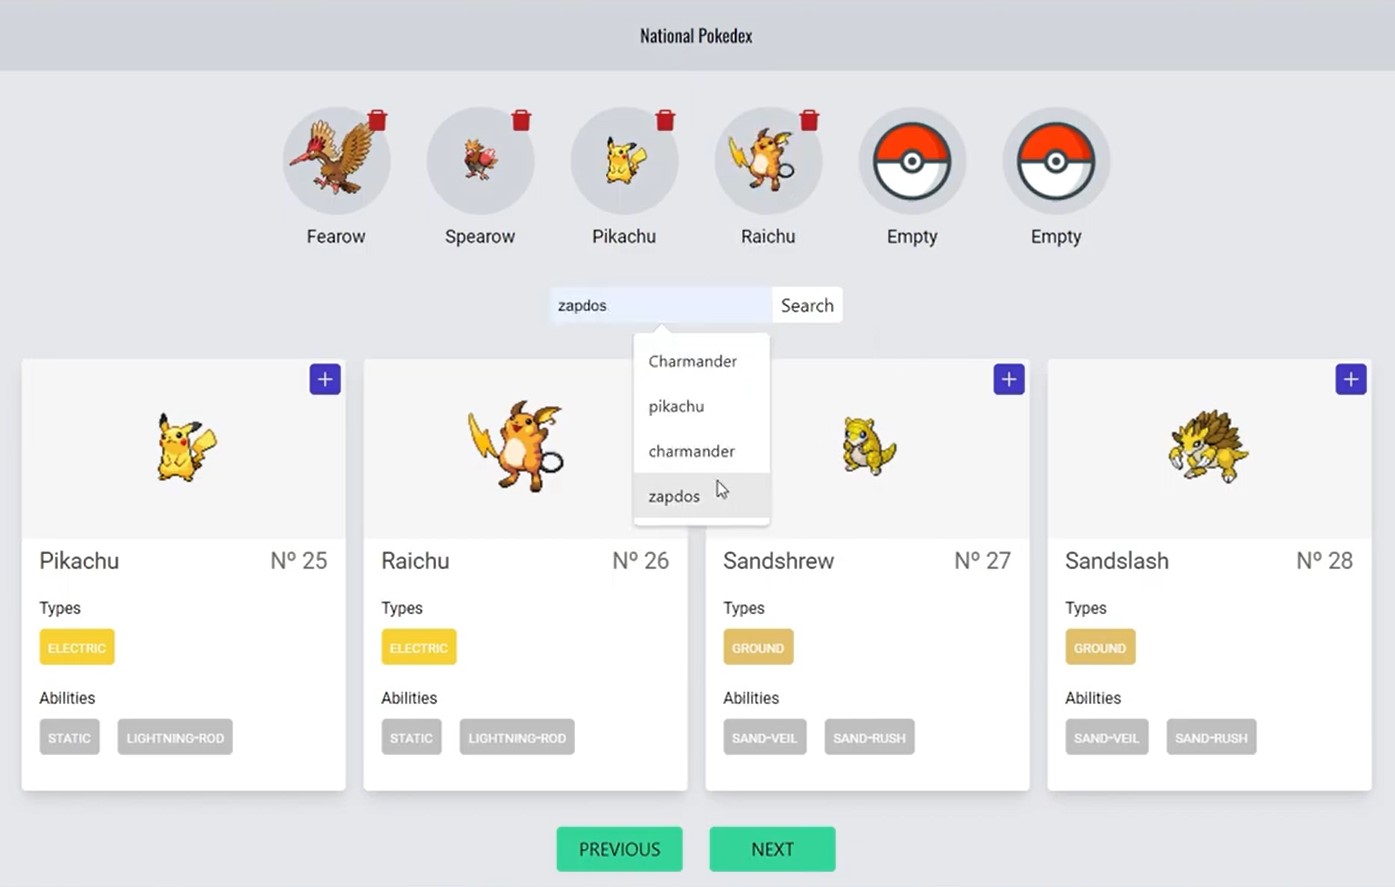 National Pokedex
Fearow
Spearow
Pikachu
Raichu
Empty
Empty
zapdos
Search
Charmander
pikachu
charmander
zapdos
Pikachu Nº 25
Types
ELECTRIC
Abilities
STATIC LIGHTNING-ROD
Raichu Nº 26
Types
ELECTRIC
Abilities
STATIC LIGHTNING-ROD
Sandshrew Nº 27
Types
GROUND
Abilities
SAND-VEIL SAND-RUSH
Sandslash Nº 28
Types
GROUND
Abilities
SAND-VEIL SAND-RUSH
PREVIOUS
NEXT